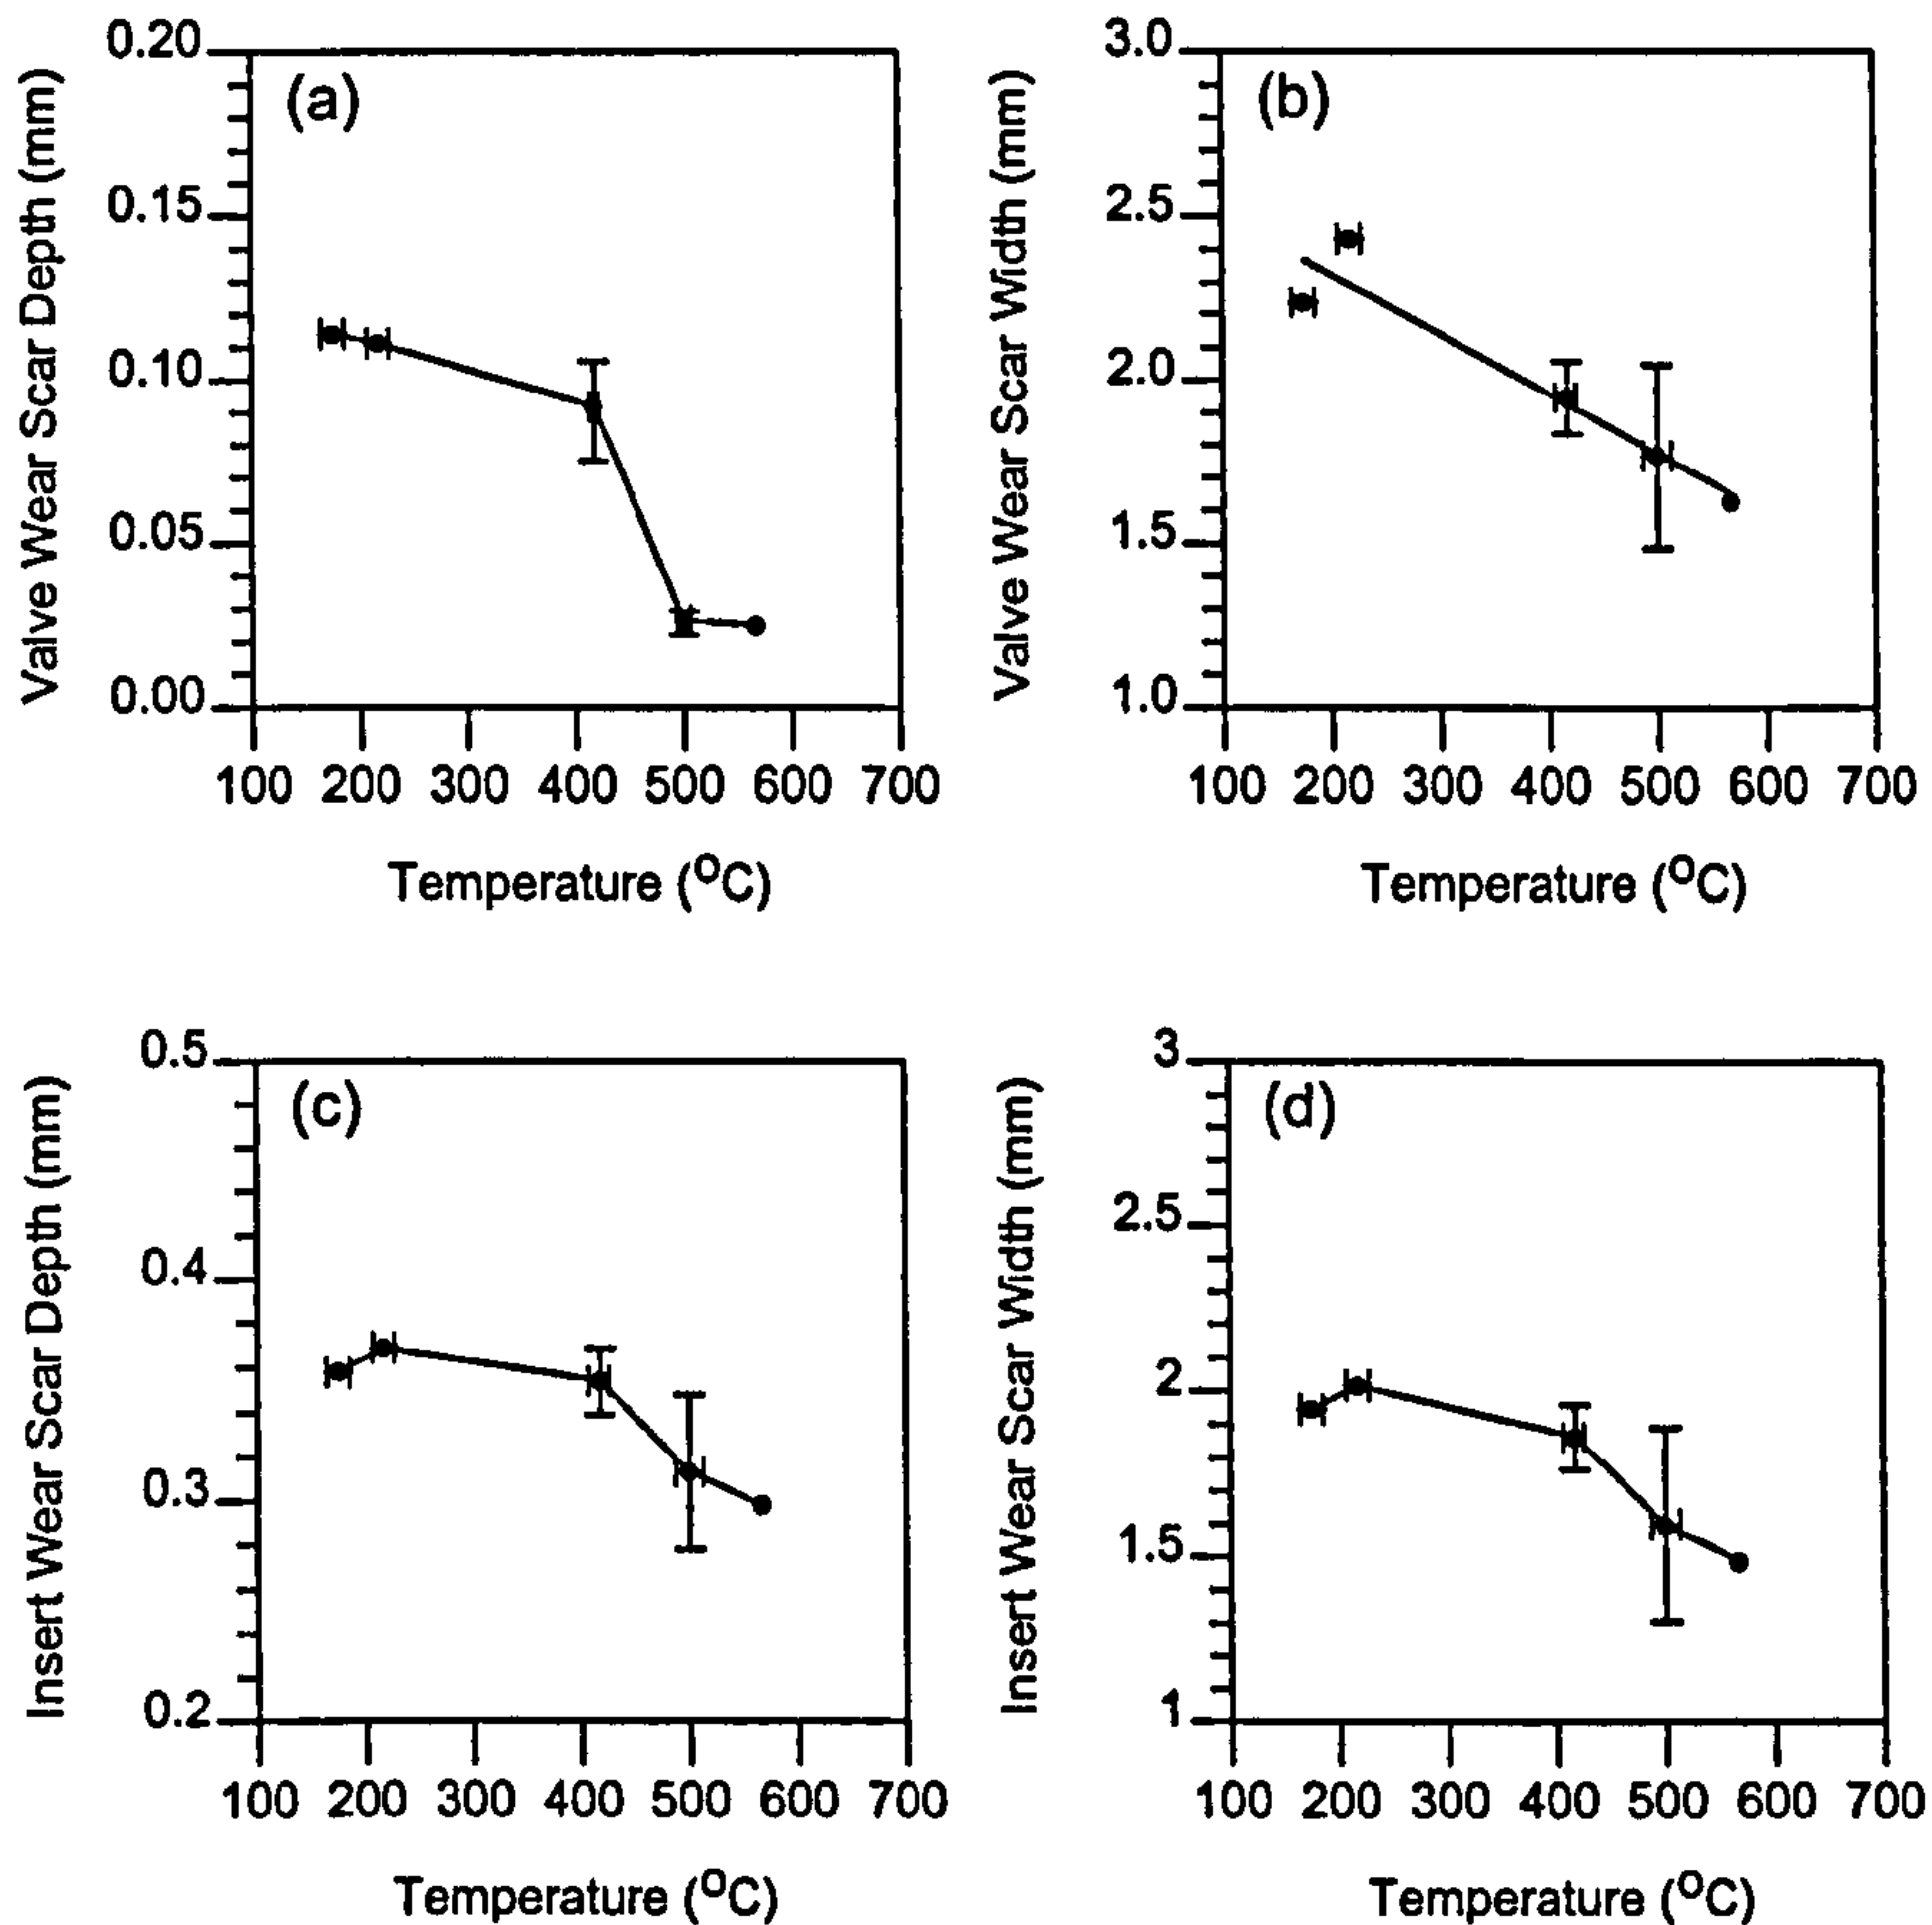 (a)
Valve Wear Scar Depth (mm)
0.20
0.15
0.10
0.05
0.00
100 200 300 400 500 600 700
Temperature (°C)
(b)
Valve Wear Scar Width (mm)
3.0
2.5
2.0
1.5
1.0
100 200 300 400 500 600 700
Temperature (°C)
(c)
Insert Wear Scar Depth (mm)
0.5
0.4
0.3
0.2
100 200 300 400 500 600 700
Temperature (°C)
(d)
Insert Wear Scar Width (mm)
3
2.5
2
1.5
1
100 200 300 400 500 600 700
Temperature (°C)